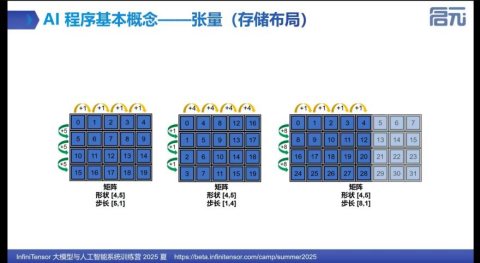 AI 程序基本概念——张量（存储布局）
启元
+1 +1 +1 +1
0 1 2 3 4
+5
5 6 7 8 9
+5
10 11 12 13 14
+5
15 16 17 18 19
矩阵
形状 [4,5]
步长 [5,1]
+4 +4 +4 +4
0 4 8 12 16
+1
1 5 9 13 17
+1
2 6 10 14 18
+1
3 7 11 15 19
矩阵
形状 [4,5]
步长 [1,4]
+1 +1 +1 +1
0 1 2 3 4 5 6 7
+8
8 9 10 11 12 13 14 15
+8
16 17 18 19 20 21 22 23
+8
24 25 26 27 28 29 30 31
矩阵
形状 [4,5]
步长 [8,1]
InfiniTensor 大模型与人工智能系统训练营 2025 夏 https://beta.infinitensor.com/camp/summer2025